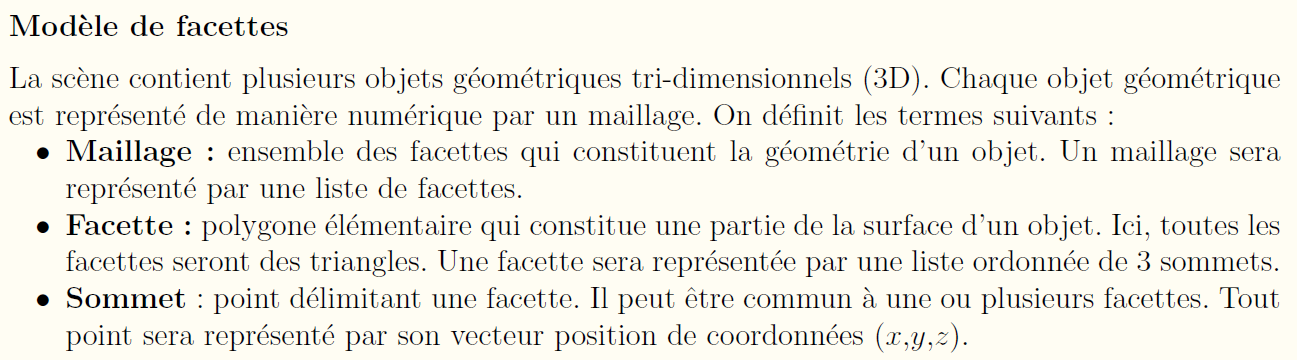 Modèle de facettes
La scène contient plusieurs objets géométriques tri-dimensionnels (3D). Chaque objet géométrique
est représenté de manière numérique par un maillage. On définit les termes suivants :
• Maillage : ensemble des facettes qui constituent la géométrie d'un objet. Un maillage sera
représenté par une liste de facettes.
• Facette : polygone élémentaire qui constitue une partie de la surface d'un objet. Ici, toutes les
facettes seront des triangles. Une facette sera représentée par une liste ordonnée de 3 sommets.
• Sommet : point délimitant une facette. Il peut être commun à une ou plusieurs facettes. Tout
point sera représenté par son vecteur position de coordonnées (x,y,z).